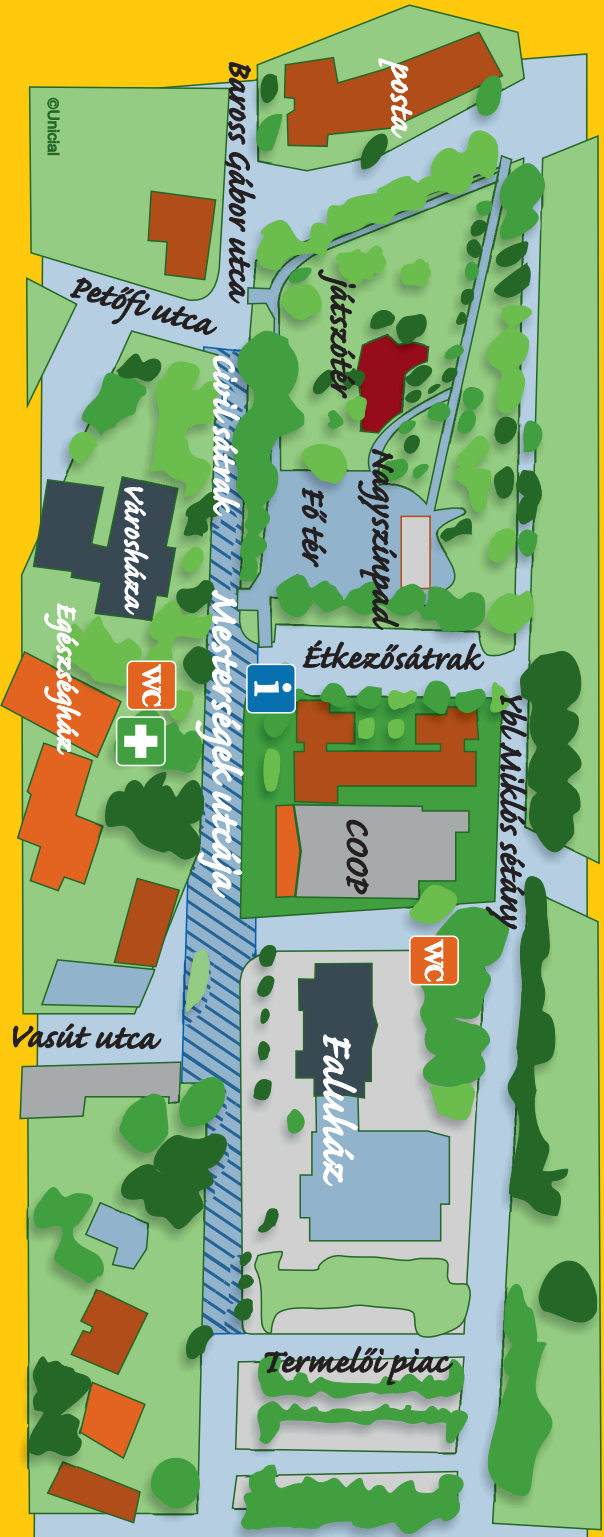 posta
©Unicial
Baross Gábor utca
Petőfi utca
játszótér
Civil sátrak
Nagyszínpad
Fő tér
Városháza
Étkezősátrak
Egészségház
WC
i
Mesterségek utcája
Ybl Miklós sétány
COOP
WC
Vasút utca
Faluház
Termelői piac